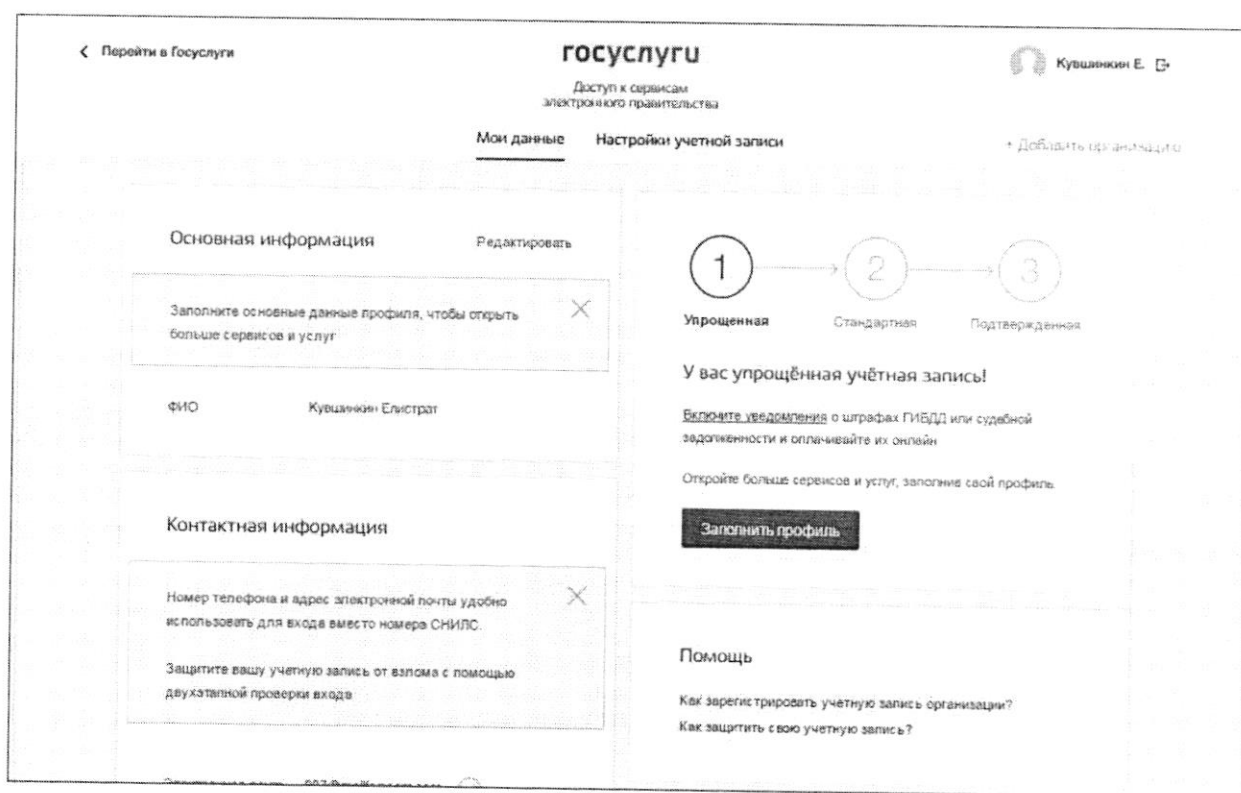 Перейти в Госуслуги
госуслуги
Кувшинкин Е.
Доступ к сервисам
электронного правительства
Мои данные
Настройки учетной записи
+ Добавить организацию
Основная информация
Редактировать
Заполните основные данные профиля, чтобы открыть
больше сервисов и услуг
ФИО
Кувшинкин Елистрат
Контактная информация
Номер телефона и адрес электронной почты удобно
использовать для входа вместо номера СНИЛС.
Защитите вашу учетную запись от взлома с помощью
двухэтапной проверки входа
1
2
3
Упрощенная
Стандартная
Подтвержденная
У вас упрощённая учётная запись!
Включите уведомления о штрафах ГИБДД или судебной
задолженности и оплачивайте их онлайн
Откройте больше сервисов и услуг, заполнив свой профиль.
Заполнить профиль
Помощь
Как зарегистрировать учетную запись организации?
Как защитить свою учетную запись?